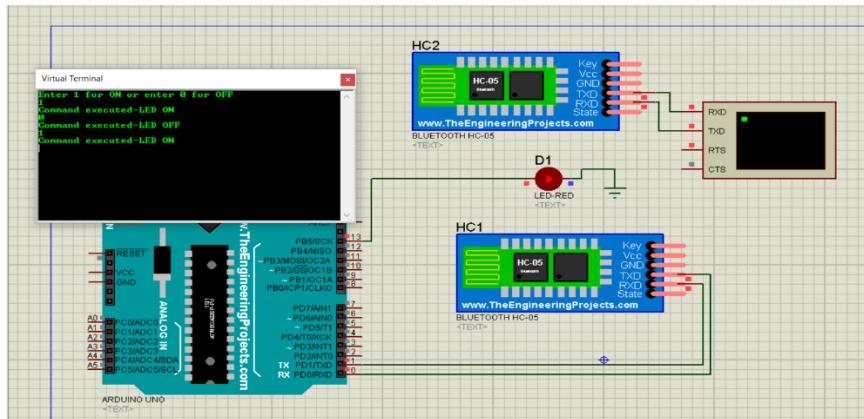 Virtual Terminal
Enter 1 for ON or enter 0 for OFF
1
Command executed-LED ON
0
Command executed-LED OFF
1
Command executed-LED ON
HC2
HC-05
Bluetooth
Key
Vcc
GND
TXD
RXD
State
www.TheEngineeringProjects.com
BLUETOOTH HC-05
<TEXT>
RXD
TXD
RTS
CTS
D1
LED-RED
<TEXT>
HC1
HC-05
Bluetooth
Key
Vcc
GND
TXD
RXD
State
www.TheEngineeringProjects.com
BLUETOOTH HC-05
<TEXT>
RESET
VCC
GND
ANALOG IN
A0 PC0/ADC0
A1 PC1/ADC1
A2 PC2/ADC2
A3 PC3/ADC3
A4 PC4/ADC4/SDA
A5 PC5/ADC5/SCL
www.TheEngineeringProjects.com
PB5/SCK 13
PB4/MISO 12
~PB3/MOSI/OC2A 11
~PB2/SS/OC1B 10
~PB1/OC1A 9
PB0/ICP1/CLKO 8
PD7/AIN1 7
~PD6/AIN0 6
~PD5/T1 5
PD4/T0/XCK 4
~PD3/INT1 3
PD2/INT0 2
TX PD1/TXD 1
RX PD0/RXD 0
ARDUINO UNO
<TEXT>